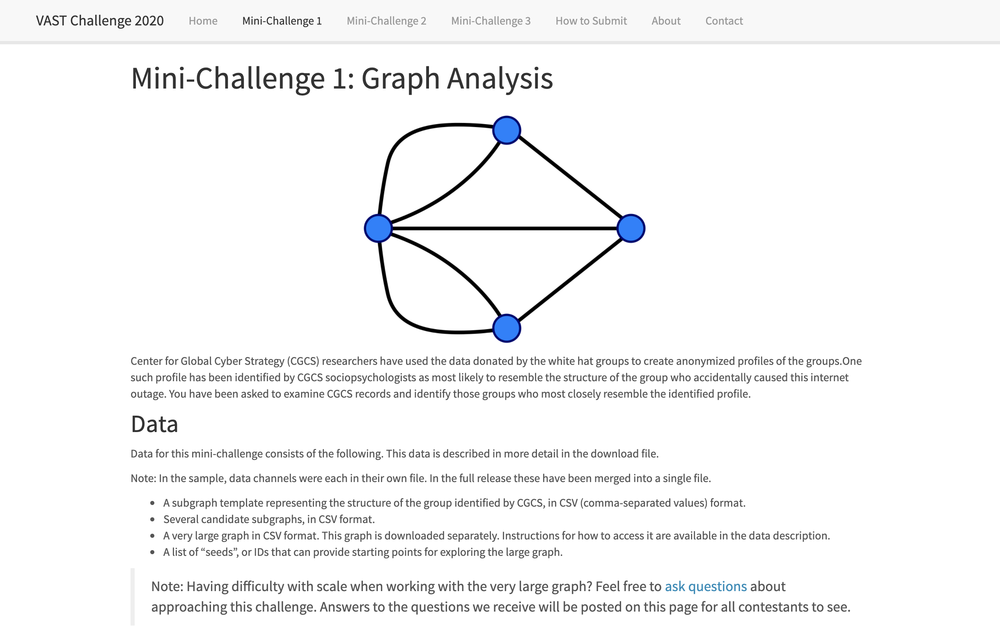 VAST Challenge 2020 Home Mini-Challenge 1 Mini-Challenge 2 Mini-Challenge 3 How to Submit About Contact
Mini-Challenge 1: Graph Analysis
Center for Global Cyber Strategy (CGCS) researchers have used the data donated by the white hat groups to create anonymized profiles of the groups.One
such profile has been identified by CGCS sociopsychologists as most likely to resemble the structure of the group who accidentally caused this internet
outage. You have been asked to examine CGCS records and identify those groups who most closely resemble the identified profile.
Data
Data for this mini-challenge consists of the following. This data is described in more detail in the download file.
Note: In the sample, data channels were each in their own file. In the full release these have been merged into a single file.
• A subgraph template representing the structure of the group identified by CGCS, in CSV (comma-separated values) format.
• Several candidate subgraphs, in CSV format.
• A very large graph in CSV format. This graph is downloaded separately. Instructions for how to access it are available in the data description.
• A list of “seeds”, or IDs that can provide starting points for exploring the large graph.
Note: Having difficulty with scale when working with the very large graph? Feel free to ask questions about
approaching this challenge. Answers to the questions we receive will be posted on this page for all contestants to see.